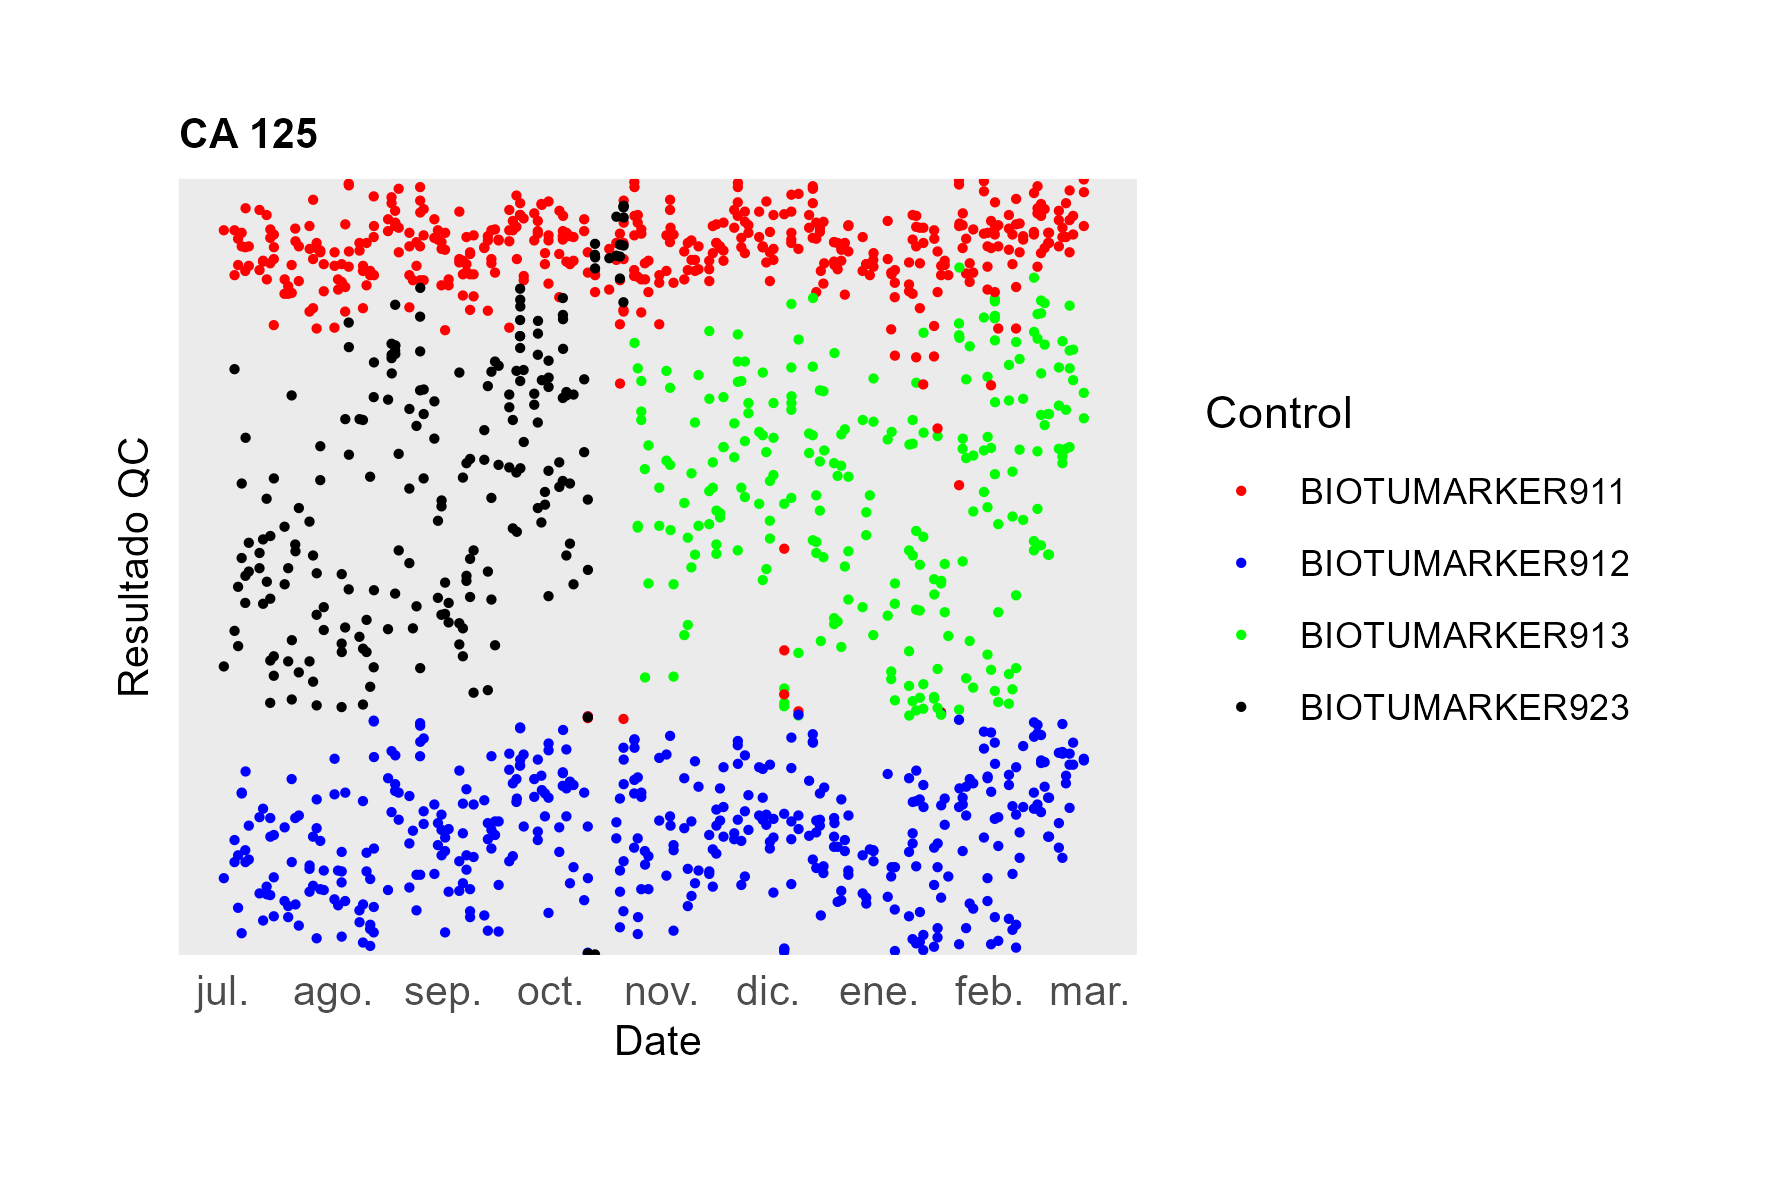 CA 125
Resultado QC
jul. ago. sep. oct. nov. dic. ene. feb. mar.
Date
Control
BIOTUMARKER911
BIOTUMARKER912
BIOTUMARKER913
BIOTUMARKER923